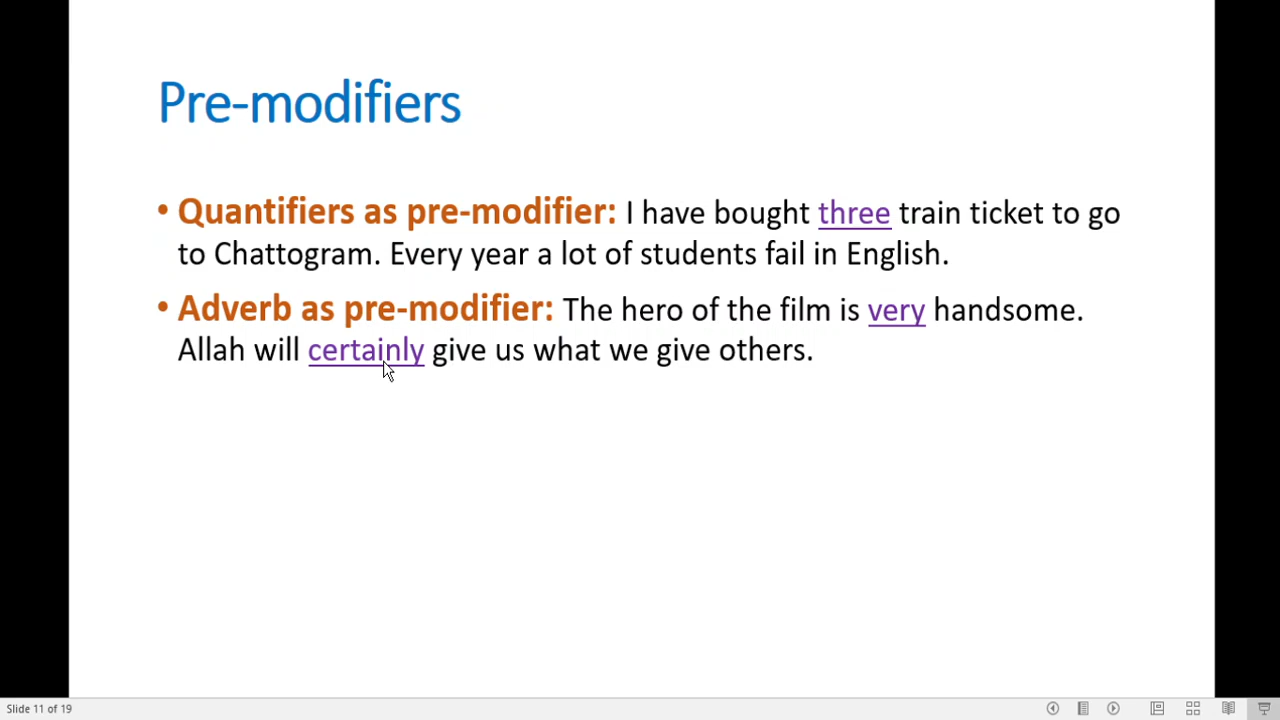 Pre-modifiers
• Quantifiers as pre-modifier: I have bought three train ticket to go
to Chattogram. Every year a lot of students fail in English.
• Adverb as pre-modifier: The hero of the film is very handsome.
Allah will certainly give us what we give others.
Slide 11 of 19